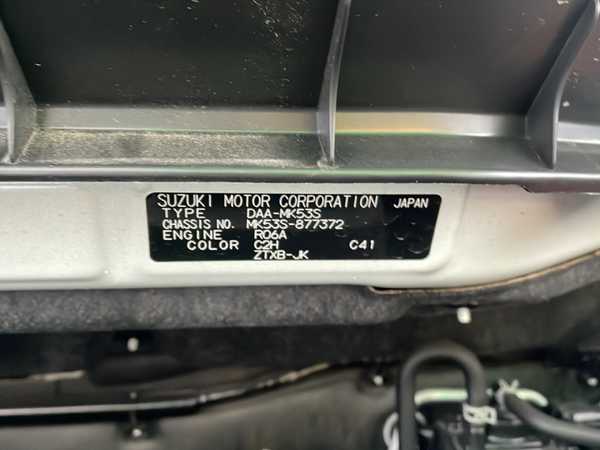 SUZUKI MOTOR CORPORATION JAPAN
TYPE DAA-MK53S
CHASSIS NO. MK53S-877372
ENGINE R06A
COLOR C2H C41
ZTXB-JK